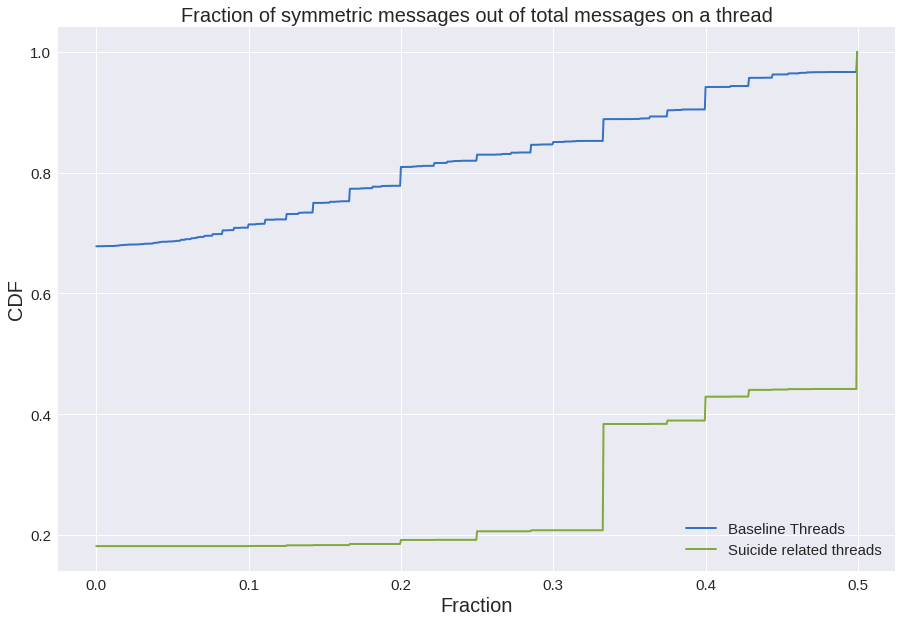 Fraction of symmetric messages out of total messages on a thread
1.0
0.8
0.6
0.4
0.2
CDF
0.0 0.1 0.2 0.3 0.4 0.5
Fraction
Baseline Threads
Suicide related threads